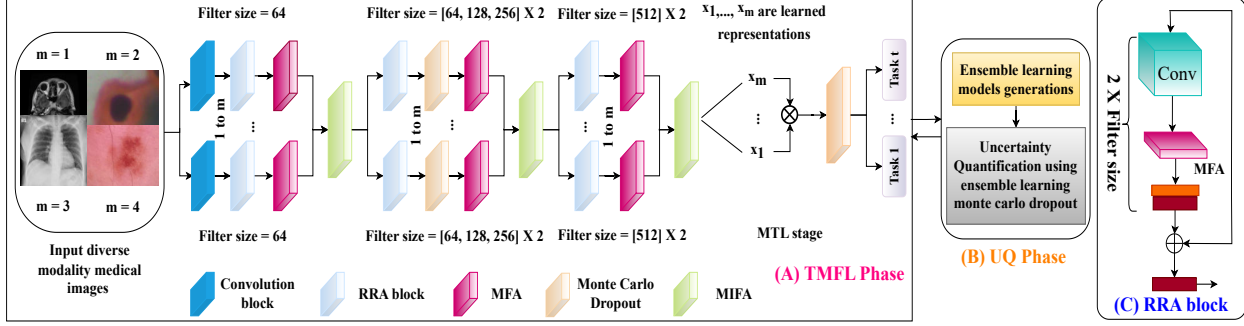 Filter size = 64
Filter size = [64, 128, 256] X 2
Filter size = [512] X 2
x1,..., xm are learned
representations
m = 1
m = 2
m = 3
m = 4
Input diverse
modality medical
images
1 to m
...
...
1 to m
...
...
1 to m
...
xm
...
x1
Task t
...
Task 1
Filter size = 64
Filter size = [64, 128, 256] X 2
Filter size = [512] X 2
MTL stage
(A) TMFL Phase
Convolution
block
RRA block
MFA
Monte Carlo
Dropout
MIFA
Ensemble learning
models generations
Uncertainty
Quantification using
ensemble learning
monte carlo dropout
(B) UQ Phase
2 X Filter size
Conv
MFA
(C) RRA block